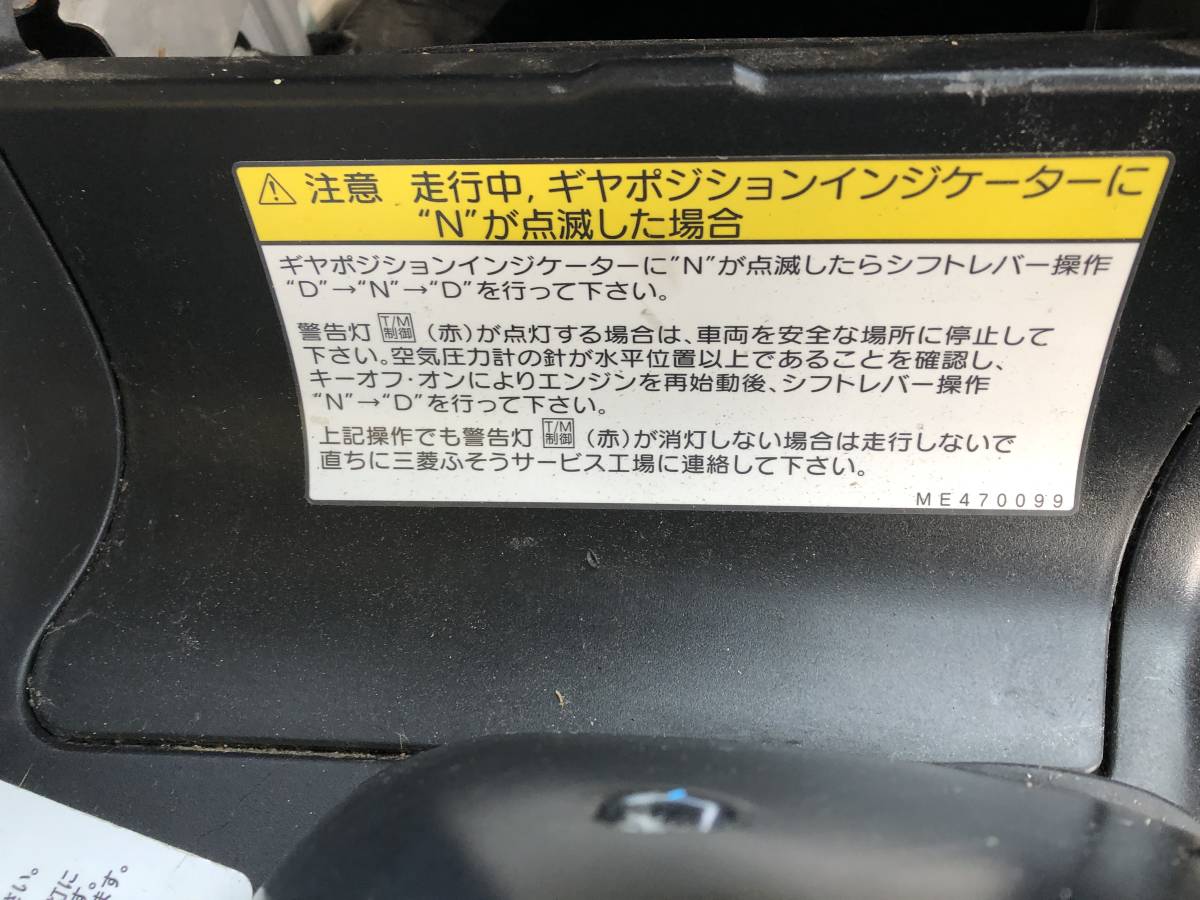 ⚠ 注意 走行中,ギヤポジションインジケーターに
“N”が点滅した場合
ギヤポジションインジケーターに“N”が点滅したらシフトレバー操作
“D”→“N”→“D”を行って下さい。
警告灯 T/M制御 (赤)が点灯する場合は、車両を安全な場所に停止して
下さい。空気圧力計の針が水平位置以上であることを確認し、
キーオフ・オンによりエンジンを再始動後、シフトレバー操作
“N”→“D”を行って下さい。
上記操作でも警告灯 T/M制御 (赤)が消灯しない場合は走行しないで
直ちに三菱ふそうサービス工場に連絡して下さい。
ME470099
さい。
灯に
す。
ます。